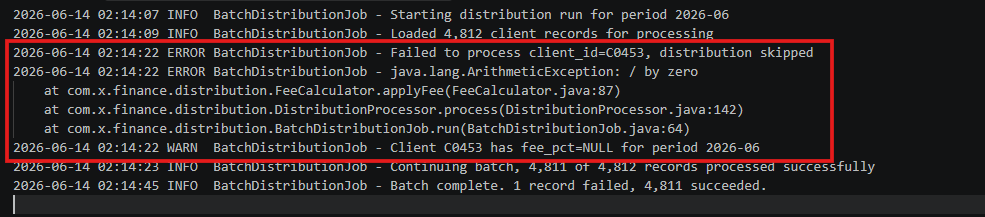 2026-06-14 02:14:07 INFO  BatchDistributionJob - Starting distribution run for period 2026-06
2026-06-14 02:14:09 INFO  BatchDistributionJob - Loaded 4,812 client records for processing
2026-06-14 02:14:22 ERROR BatchDistributionJob - Failed to process client_id=C0453, distribution skipped
2026-06-14 02:14:22 ERROR BatchDistributionJob - java.lang.ArithmeticException: / by zero
    at com.x.finance.distribution.FeeCalculator.applyFee(FeeCalculator.java:87)
    at com.x.finance.distribution.DistributionProcessor.process(DistributionProcessor.java:142)
    at com.x.finance.distribution.BatchDistributionJob.run(BatchDistributionJob.java:64)
2026-06-14 02:14:22 WARN  BatchDistributionJob - Client C0453 has fee_pct=NULL for period 2026-06
2026-06-14 02:14:23 INFO  BatchDistributionJob - Continuing batch, 4,811 of 4,812 records processed successfully
2026-06-14 02:14:45 INFO  BatchDistributionJob - Batch complete. 1 record failed, 4,811 succeeded.